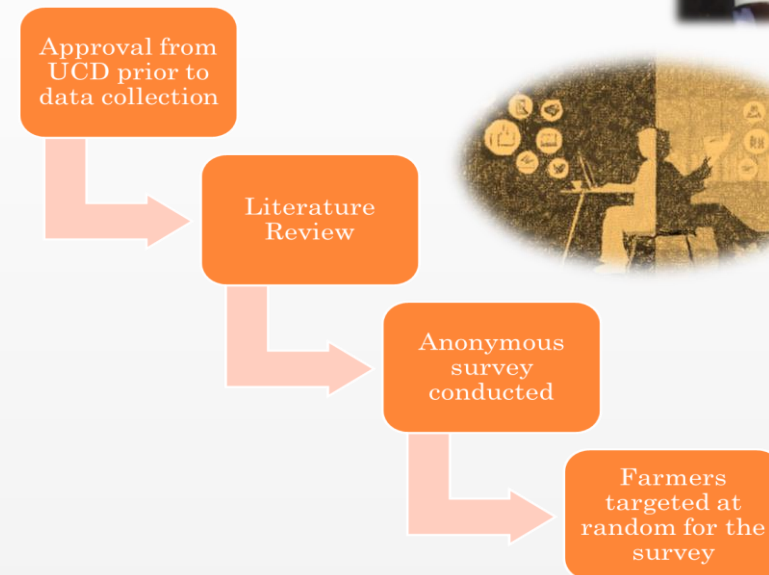 Approval from
UCD prior to
data collection
Literature
Review
Anonymous
survey
conducted
Farmers
targeted at
random for the
survey